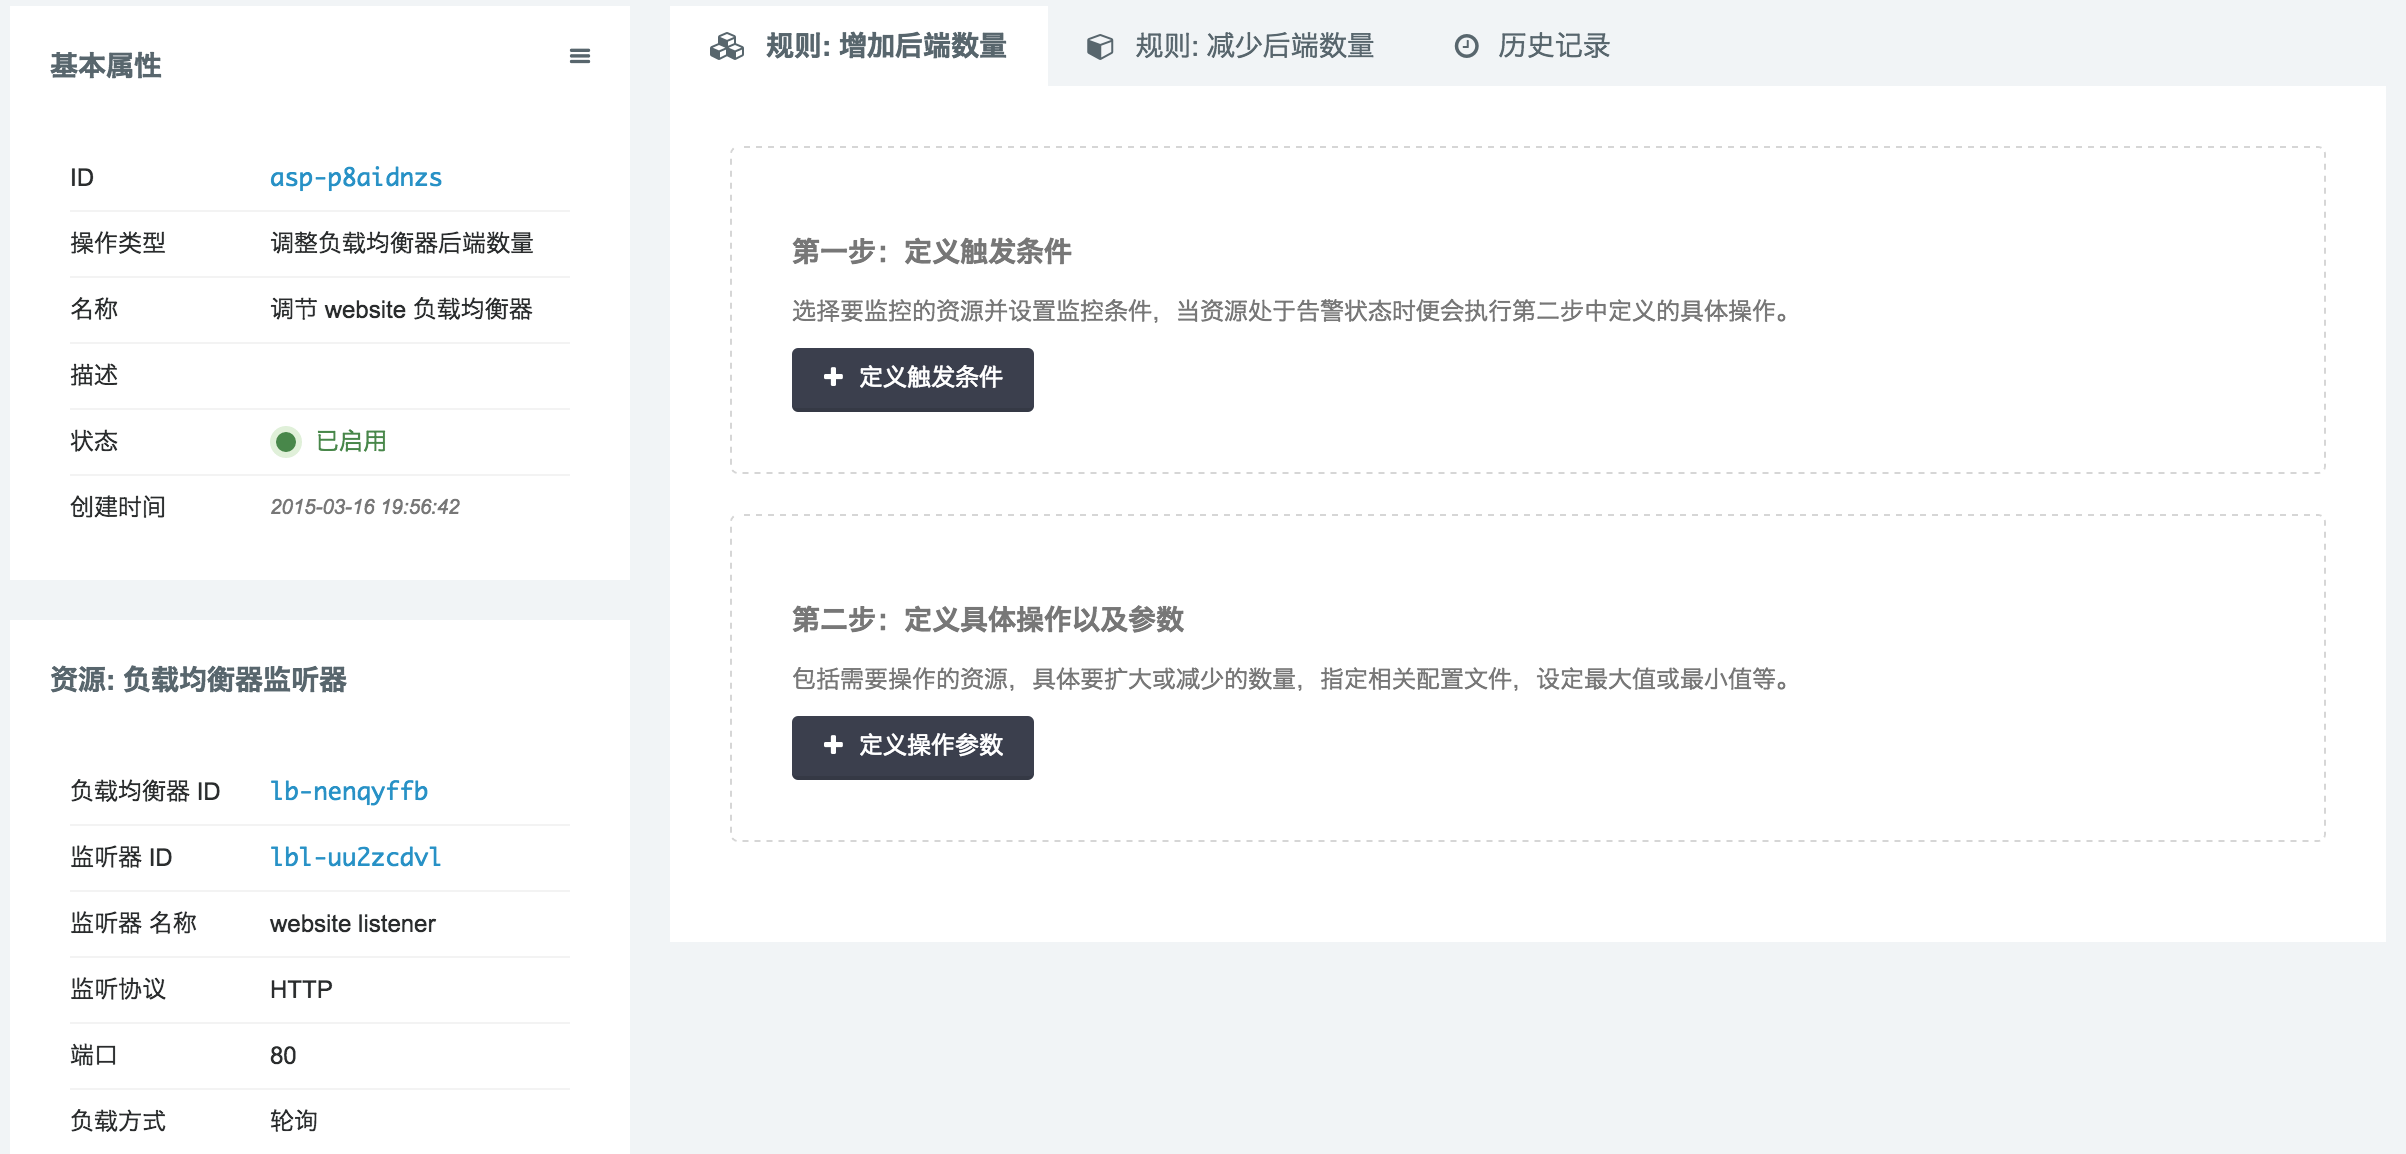 基本属性
ID asp-p8aidnzs
操作类型 调整负载均衡器后端数量
名称 调节 website 负载均衡器
描述
状态 已启用
创建时间 2015-03-16 19:56:42
资源: 负载均衡器监听器
负载均衡器 ID lb-nenqyffb
监听器 ID lbl-uu2zcdvl
监听器 名称 website listener
监听协议 HTTP
端口 80
负载方式 轮询
规则: 增加后端数量 规则: 减少后端数量 历史记录
第一步：定义触发条件
选择要监控的资源并设置监控条件，当资源处于告警状态时便会执行第二步中定义的具体操作。
定义触发条件
第二步：定义具体操作以及参数
包括需要操作的资源，具体要扩大或减少的数量，指定相关配置文件，设定最大值或最小值等。
定义操作参数